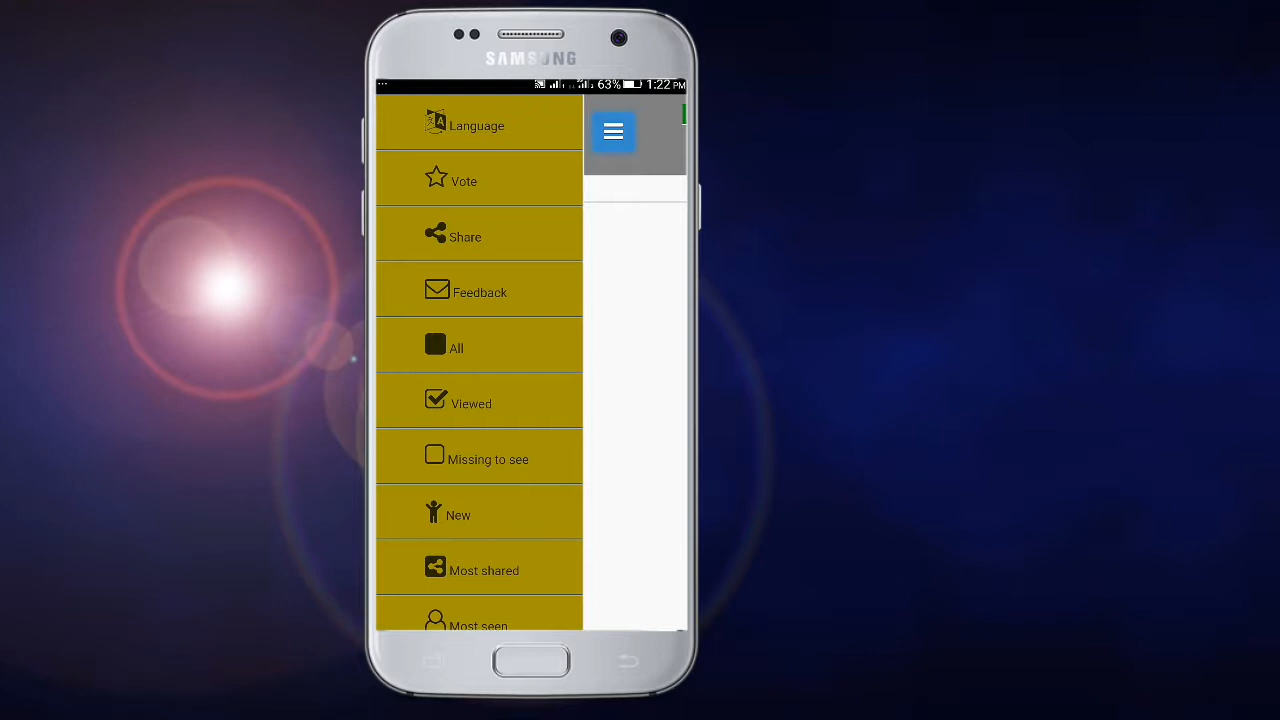 SAMSUNG
63% 1:22 PM
Language
Vote
Share
Feedback
All
Viewed
Missing to see
New
Most shared
Most seen